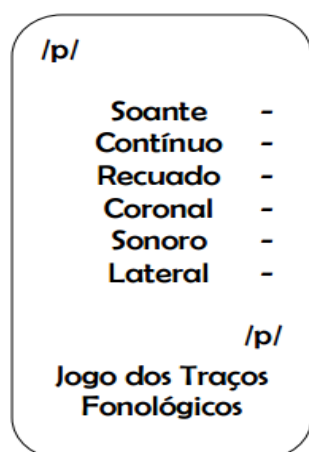 /p/
Soante -
Contínuo -
Recuado -
Coronal -
Sonoro -
Lateral -
/p/
Jogo dos Traços
Fonológicos